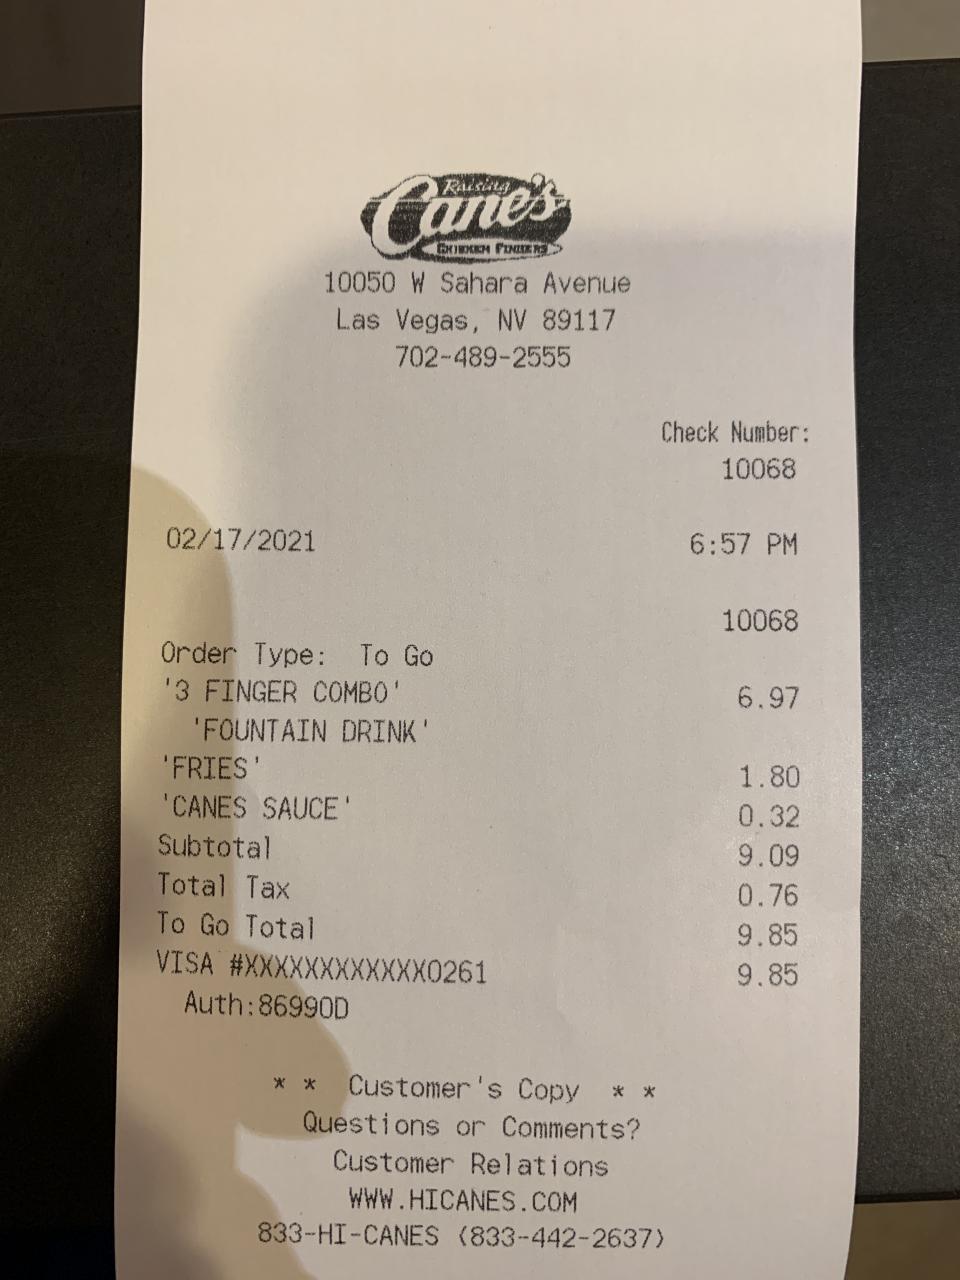 Raising
Cane's
CHICKEN FINGERS
10050 W Sahara Avenue
Las Vegas, NV 89117
702-489-2555
Check Number:
10068
02/17/2021 6:57 PM
10068
Order Type: To Go
'3 FINGER COMBO' 6.97
'FOUNTAIN DRINK'
'FRIES' 1.80
'CANES SAUCE' 0.32
Subtotal 9.09
Total Tax 0.76
To Go Total 9.85
VISA #XXXXXXXXXXXX0261 9.85
Auth:86990D
* * Customer's Copy * *
Questions or Comments?
Customer Relations
WWW.HICANES.COM
833-HI-CANES (833-442-2637)